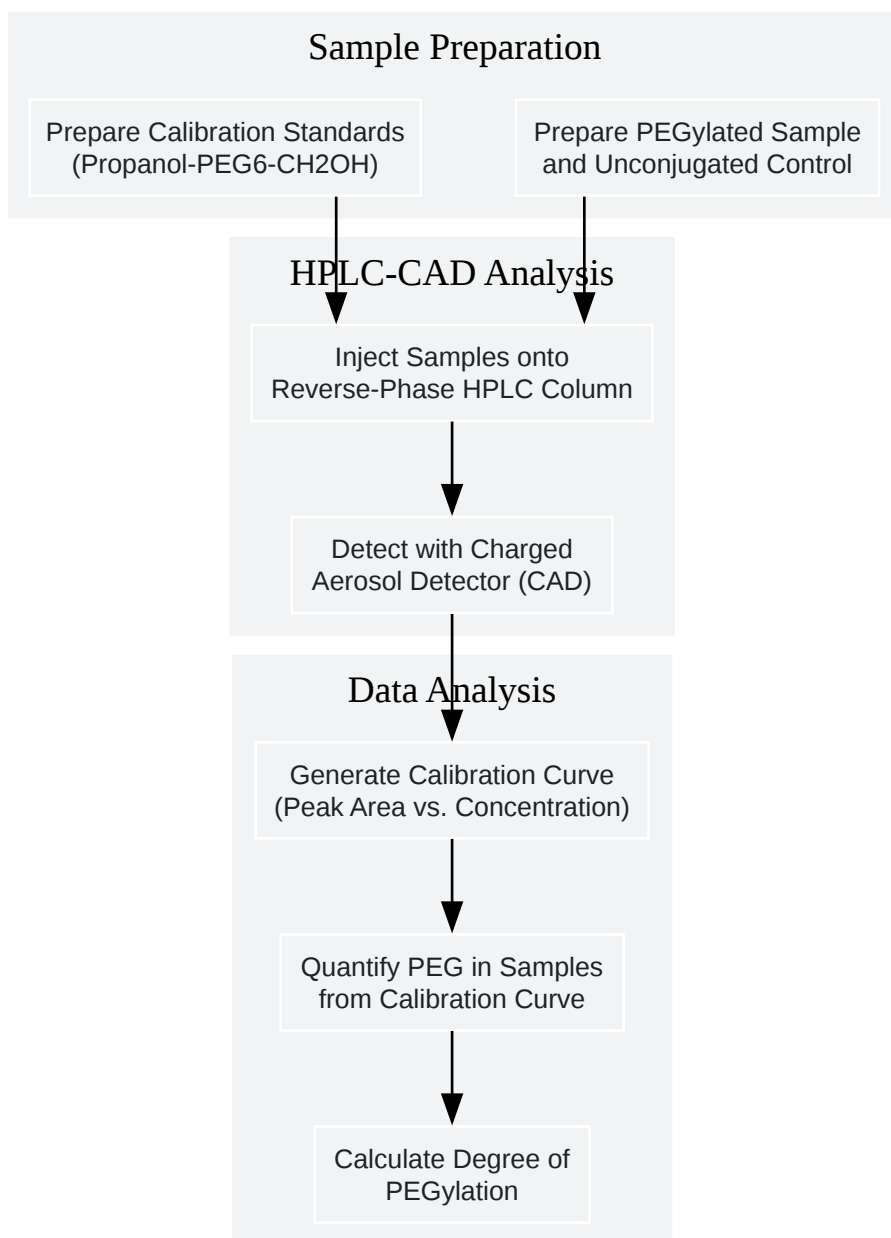 Sample Preparation
Prepare Calibration Standards
(Propanol-PEG6-CH2OH)
Prepare PEGylated Sample
and Unconjugated Control
HPLC-CAD Analysis
Inject Samples onto
Reverse-Phase HPLC Column
Detect with Charged
Aerosol Detector (CAD)
Data Analysis
Generate Calibration Curve
(Peak Area vs. Concentration)
Quantify PEG in Samples
from Calibration Curve
Calculate Degree of
PEGylation